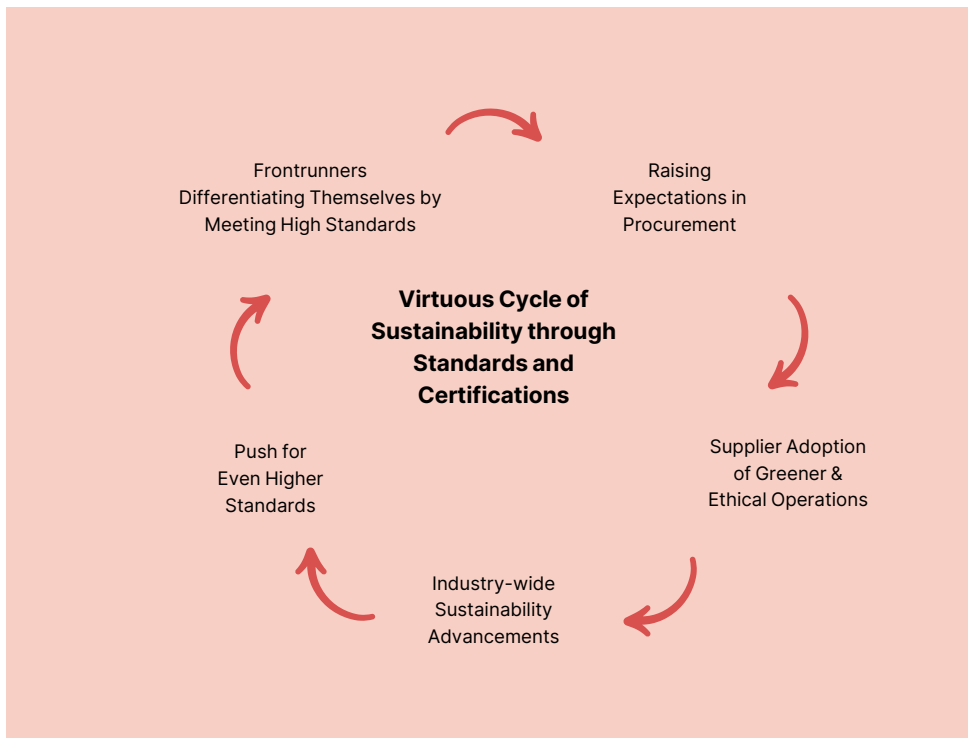 Frontrunners
Differentiating Themselves by
Meeting High Standards
Raising
Expectations in
Procurement
Virtuous Cycle of
Sustainability through
Standards and
Certifications
Supplier Adoption
of Greener &
Ethical Operations
Push for
Even Higher
Standards
Industry-wide
Sustainability
Advancements